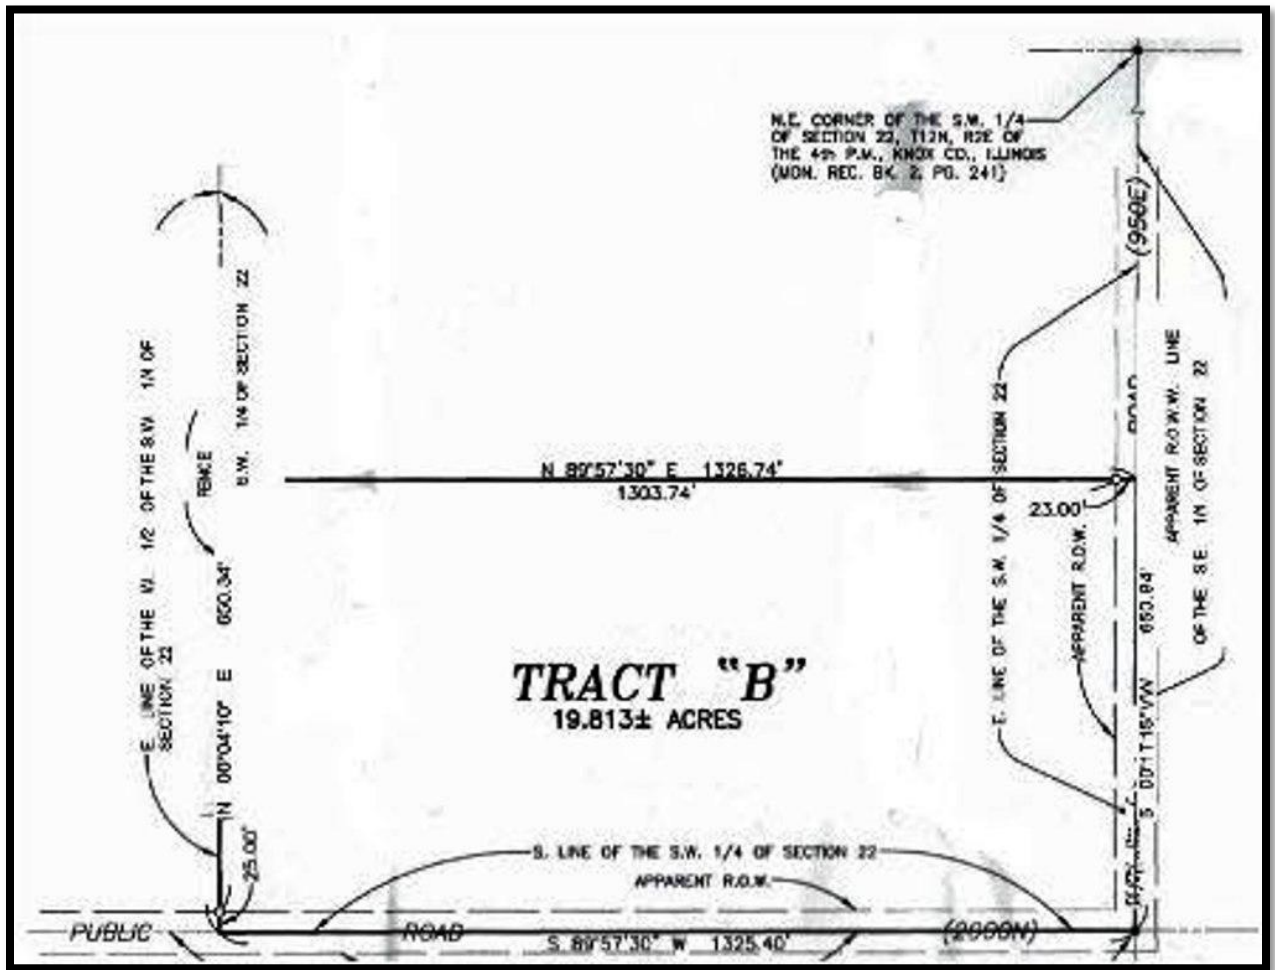 N.E. CORNER OF THE S.W. 1/4
OF SECTION 22, T12N, R2E OF
THE 4th P.M., KNOX CO., ILLINOIS
(MON. REC. BK. 2, PG. 241)
(950E)
ROAD
APPARENT R.O.W. LINE
OF THE S.E. 1/4 OF SECTION 22
E. LINE OF THE S.W. 1/4 OF SECTION 22
APPARENT R.O.W.
E. LINE OF THE W. 1/2 OF THE S.W. 1/4 OF
SECTION 22
S.W. 1/4 OF SECTION 22
FENCE
N 89°57'30" E 1326.74'
1303.74'
23.00'
N 00°04'10" E 650.34'
650.84'
TRACT "B"
19.813± ACRES
25.00'
S. LINE OF THE S.W. 1/4 OF SECTION 22
APPARENT R.O.W.
PUBLIC ROAD (2000N)
S. 89°57'30" W 1325.40'